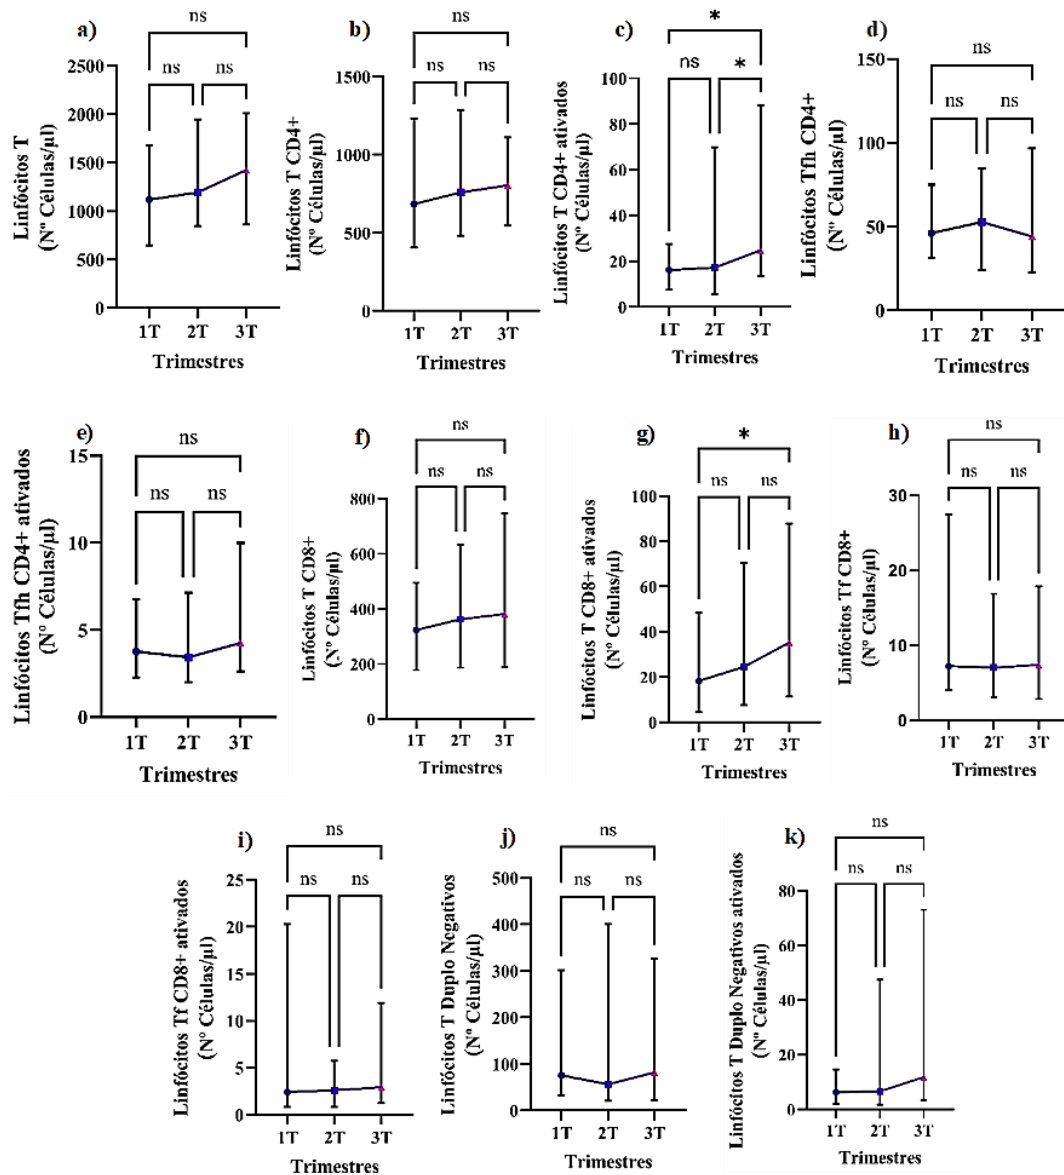 a)
ns
ns
ns
Linfócitos T
(Nº Células/µl)
2500
2000
1500
1000
500
0
1T
2T
3T
Trimestres
b)
ns
ns
ns
Linfócitos T CD4+
(Nº Células/µl)
1500
1000
500
0
1T
2T
3T
Trimestres
c)
*
ns
*
Linfócitos T CD4+ ativados
(Nº Células/µl)
100
80
60
40
20
0
1T
2T
3T
Trimestres
d)
ns
ns
ns
Linfócitos Tfh CD4+
(Nº Células/µl)
150
100
50
0
1T
2T
3T
Trimestres
e)
ns
ns
ns
Linfócitos Tfh CD4+ ativados
(Nº Células/µl)
15
10
5
0
1T
2T
3T
Trimestres
f)
ns
ns
ns
Linfócitos T CD8+
(Nº Células/µl)
800
600
400
200
0
1T
2T
3T
Trimestres
g)
*
ns
ns
Linfócitos T CD8+ ativados
(Nº Células/µl)
100
80
60
40
20
0
1T
2T
3T
Trimestres
h)
ns
ns
ns
Linfócitos Tf CD8+
(Nº Células/µl)
30
20
10
0
1T
2T
3T
Trimestres
i)
ns
ns
ns
Linfócitos Tf CD8+ ativados
(Nº Células/µl)
25
20
15
10
5
0
1T
2T
3T
Trimestres
j)
ns
ns
ns
Linfócitos T Duplo Negativos
(Nº Células/µl)
500
400
300
200
100
0
1T
2T
3T
Trimestres
k)
ns
ns
ns
Linfócitos T Duplo Negativos ativados
(Nº Células/µl)
80
60
40
20
0
1T
2T
3T
Trimestres